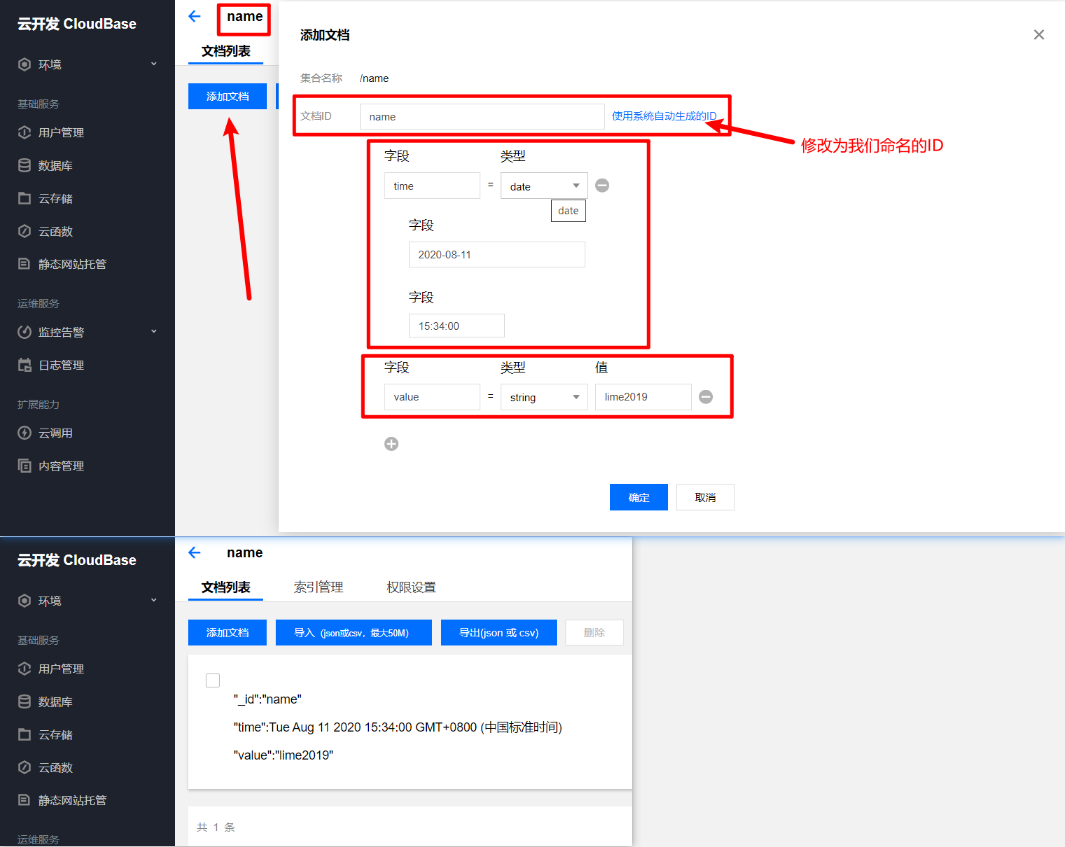 云开发 CloudBase
环境
基础服务
用户管理
数据库
云存储
云函数
静态网站托管
运维服务
监控告警
日志管理
扩展能力
云调用
内容管理
name
文档列表
添加文档
添加文档
集合名称 /name
文档ID name 使用系统自动生成的ID
修改为我们命名的ID
字段 类型
time = date
date
字段
2020-08-11
字段
15:34:00
字段 类型 值
value = string lime2019
确定 取消
云开发 CloudBase
环境
基础服务
用户管理
数据库
云存储
云函数
静态网站托管
运维服务
name
文档列表 索引管理 权限设置
添加文档 导入（json或csv，最大50M） 导出(json 或 csv) 删除
"_id":"name"
"time":Tue Aug 11 2020 15:34:00 GMT+0800 (中国标准时间)
"value":"lime2019"
共 1 条